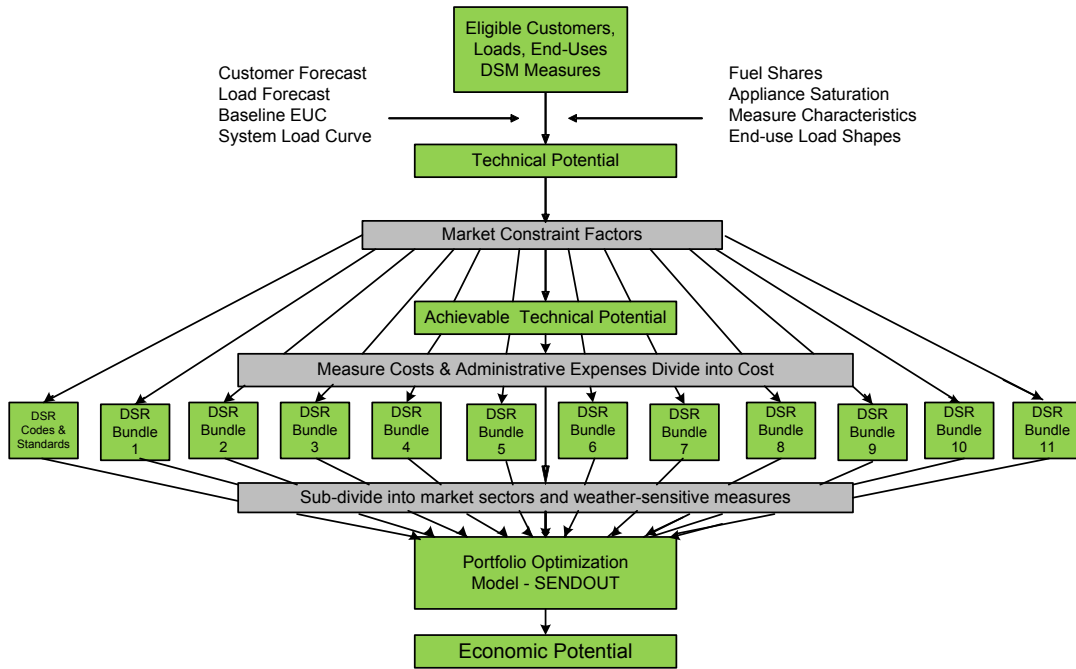 Eligible Customers,
Loads, End-Uses
DSM Measures
Customer Forecast
Load Forecast
Baseline EUC
System Load Curve
Fuel Shares
Appliance Saturation
Measure Characteristics
End-use Load Shapes
Technical Potential
Market Constraint Factors
Achievable Technical Potential
Measure Costs & Administrative Expenses Divide into Cost
DSR
Codes &
Standards
DSR
Bundle
1
DSR
Bundle
2
DSR
Bundle
3
DSR
Bundle
4
DSR
Bundle
5
DSR
Bundle
6
DSR
Bundle
7
DSR
Bundle
8
DSR
Bundle
9
DSR
Bundle
10
DSR
Bundle
11
Sub-divide into market sectors and weather-sensitive measures
Portfolio Optimization
Model - SENDOUT
Economic Potential